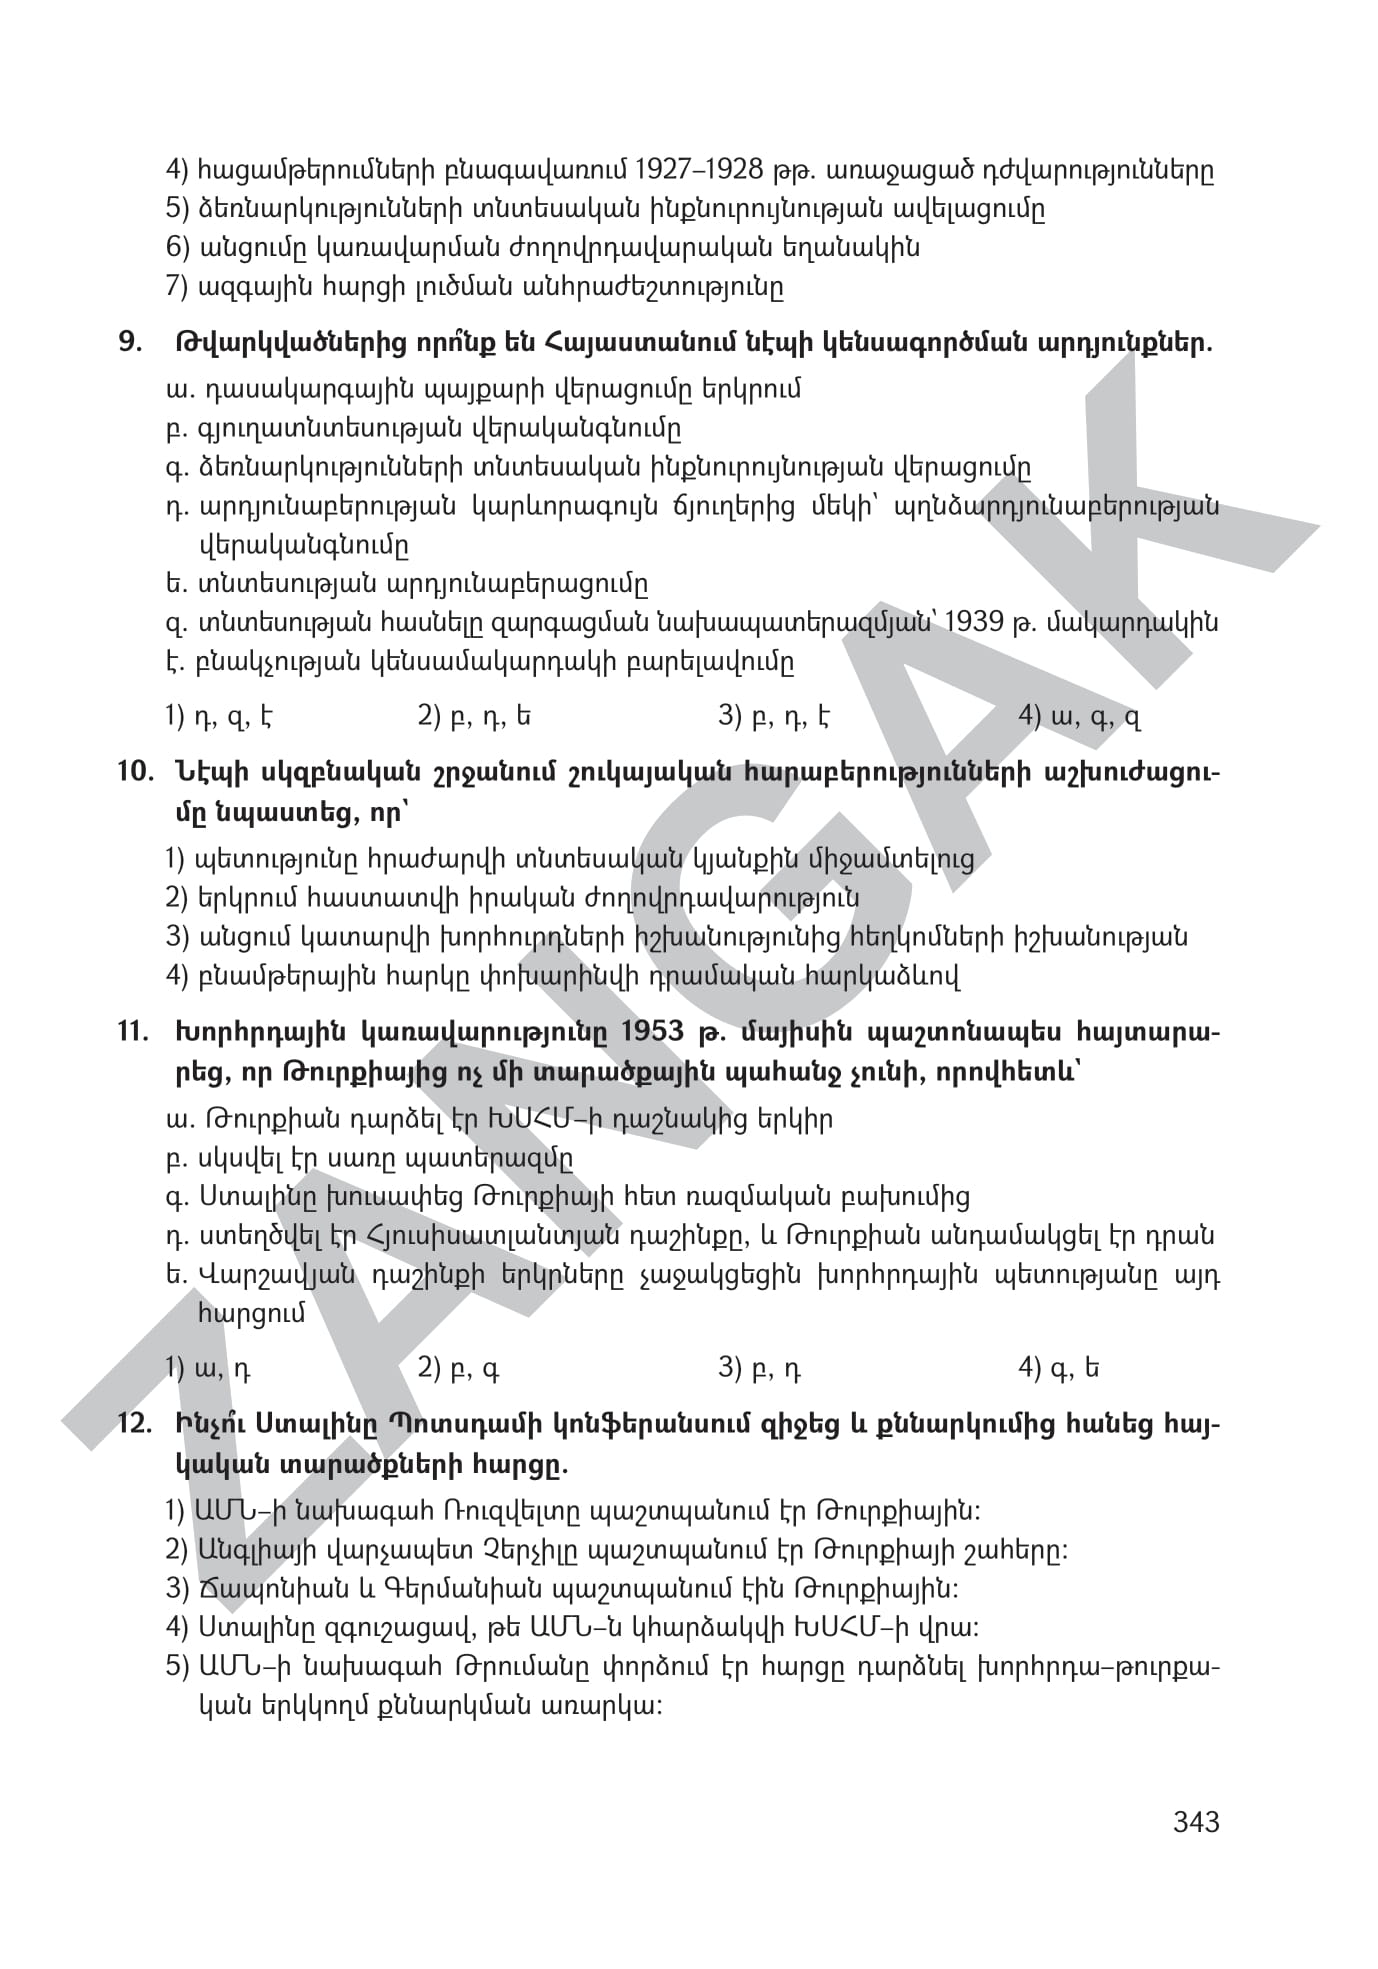 4) հացամթերումների բնագավառում 1927–1928 թթ. առաջացած դժվարությունները
5) ձեռնարկությունների տնտեսական ինքնուրույնության ավելացումը
6) անցումը կառավարման ժողովրդավարական եղանակին
7) ազգային հարցի լուծման անհրաժեշտությունը
9. Թվարկվածներից որո՞նք են Հայաստանում նէպի կենսագործման արդյունքներ.
ա. դասակարգային պայքարի վերացումը երկրում
բ. գյուղատնտեսության վերականգնումը
գ. ձեռնարկությունների տնտեսական ինքնուրույնության վերացումը
դ. արդյունաբերության կարևորագույն ճյուղերից մեկի՝ պղնձարդյունաբերության
վերականգնումը
ե. տնտեսության արդյունաբերացումը
զ. տնտեսության հասնելը զարգացման նախապատերազմյան՝ 1939 թ. մակարդակին
է. բնակչության կենսամակարդակի բարելավումը
1) դ, զ, է 2) բ, դ, ե 3) բ, դ, է 4) ա, գ, զ
10. Նէպի սկզբնական շրջանում շուկայական հարաբերությունների աշխուժացու-
մը նպաստեց, որ՝
1) պետությունը հրաժարվի տնտեսական կյանքին միջամտելուց
2) երկրում հաստատվի իրական ժողովրդավարություն
3) անցում կատարվի խորհուրդների իշխանությունից հեղկոմների իշխանության
4) բնամթերային հարկը փոխարինվի դրամական հարկաձևով
11. Խորհրդային կառավարությունը 1953 թ. մայիսին պաշտոնապես հայտարա-
րեց, որ Թուրքիայից ոչ մի տարածքային պահանջ չունի, որովհետև՝
ա. Թուրքիան դարձել էր ԽՍՀՄ–ի դաշնակից երկիր
բ. սկսվել էր սառը պատերազմը
գ. Ստալինը խուսափեց Թուրքիայի հետ ռազմական բախումից
դ. ստեղծվել էր Հյուսիսատլանտյան դաշինքը, և Թուրքիան անդամակցել էր դրան
ե. Վարշավյան դաշինքի երկրները չաջակցեցին խորհրդային պետությանը այդ
հարցում
1) ա, դ 2) բ, գ 3) բ, դ 4) գ, ե
12. Ինչո՞ւ Ստալինը Պոտսդամի կոնֆերանսում զիջեց և քննարկումից հանեց հայ-
կական տարածքների հարցը.
1) ԱՄՆ–ի նախագահ Ռուզվելտը պաշտպանում էր Թուրքիային:
2) Անգլիայի վարչապետ Չերչիլը պաշտպանում էր Թուրքիայի շահերը:
3) Ճապոնիան և Գերմանիան պաշտպանում էին Թուրքիային:
4) Ստալինը զգուշացավ, թե ԱՄՆ–ն կհարձակվի ԽՍՀՄ–ի վրա:
5) ԱՄՆ–ի նախագահ Թրումանը փորձում էր հարցը դարձնել խորհրդա–թուրքա-
կան երկկողմ քննարկման առարկա:
343
ZANGAK